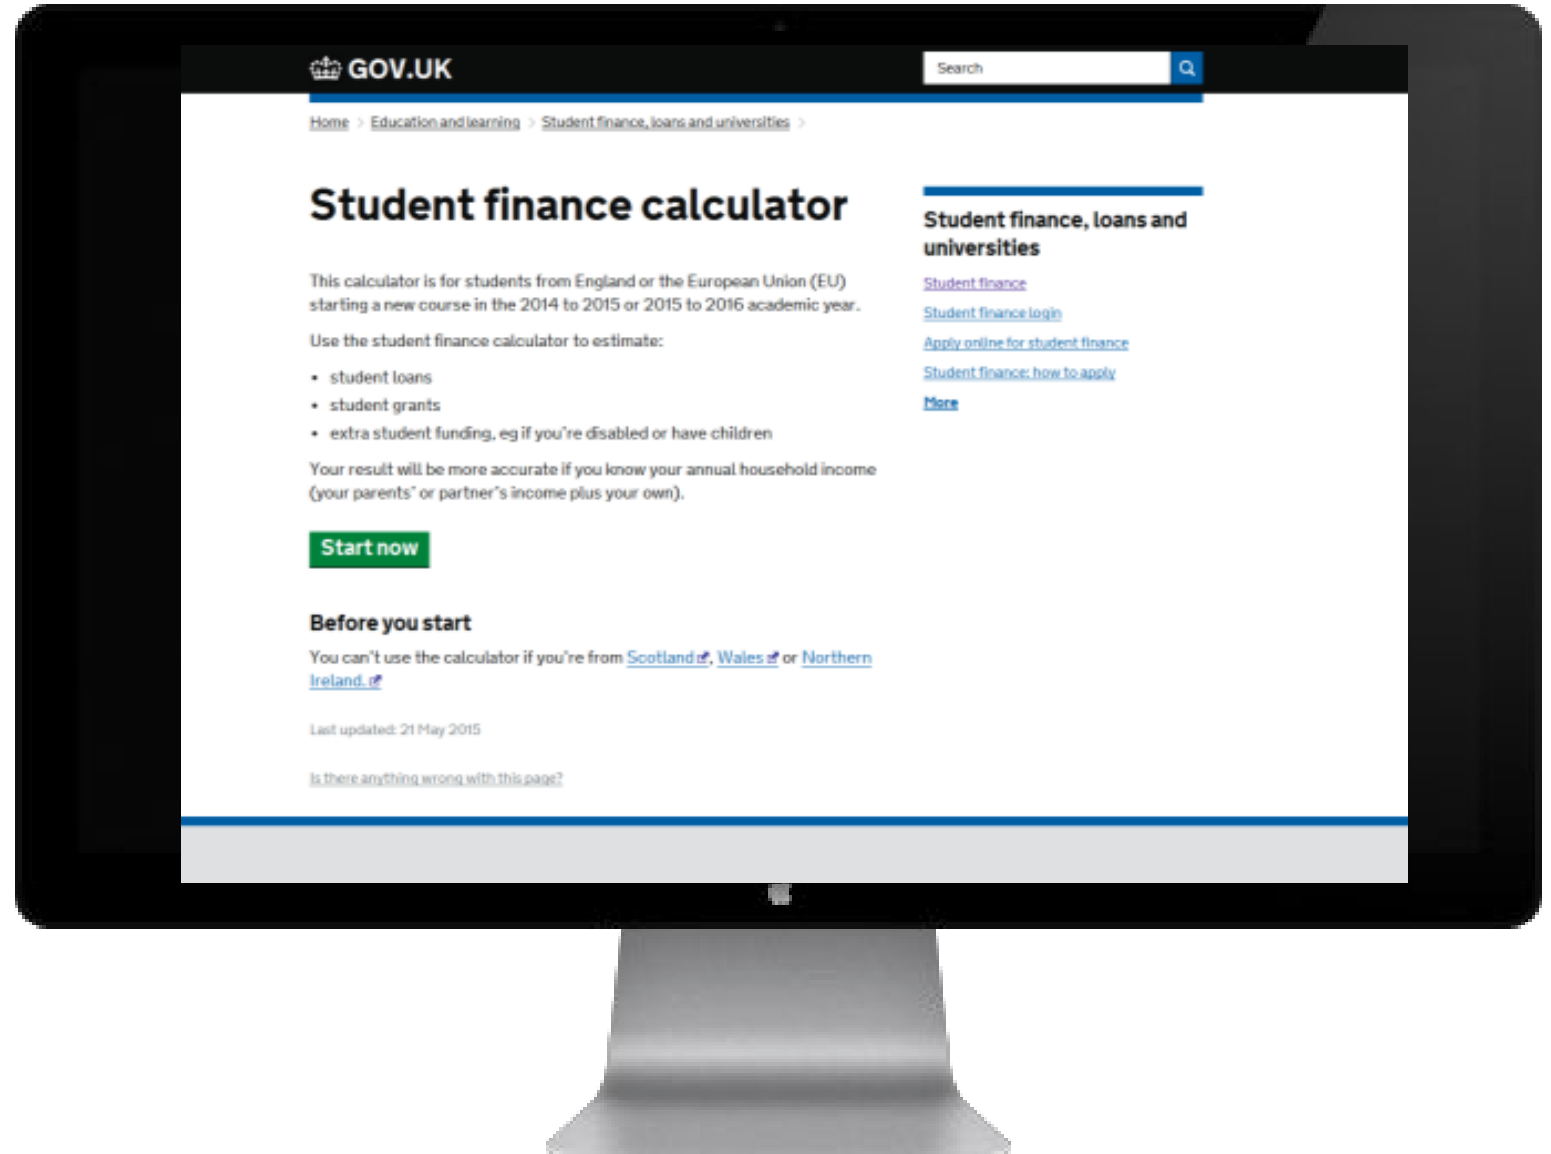 GOV.UK
Search
Home > Education and learning > Student finance, loans and universities >
Student finance calculator
This calculator is for students from England or the European Union (EU)
starting a new course in the 2014 to 2015 or 2015 to 2016 academic year.
Use the student finance calculator to estimate:
• student loans
• student grants
• extra student funding, eg if you're disabled or have children
Your result will be more accurate if you know your annual household income
(your parents' or partner's income plus your own).
Start now
Before you start
You can't use the calculator if you're from Scotland, Wales or Northern
Ireland.
Last updated: 21 May 2015
Is there anything wrong with this page?
Student finance, loans and
universities
Student finance
Student finance login
Apply online for student finance
Student finance: how to apply
More